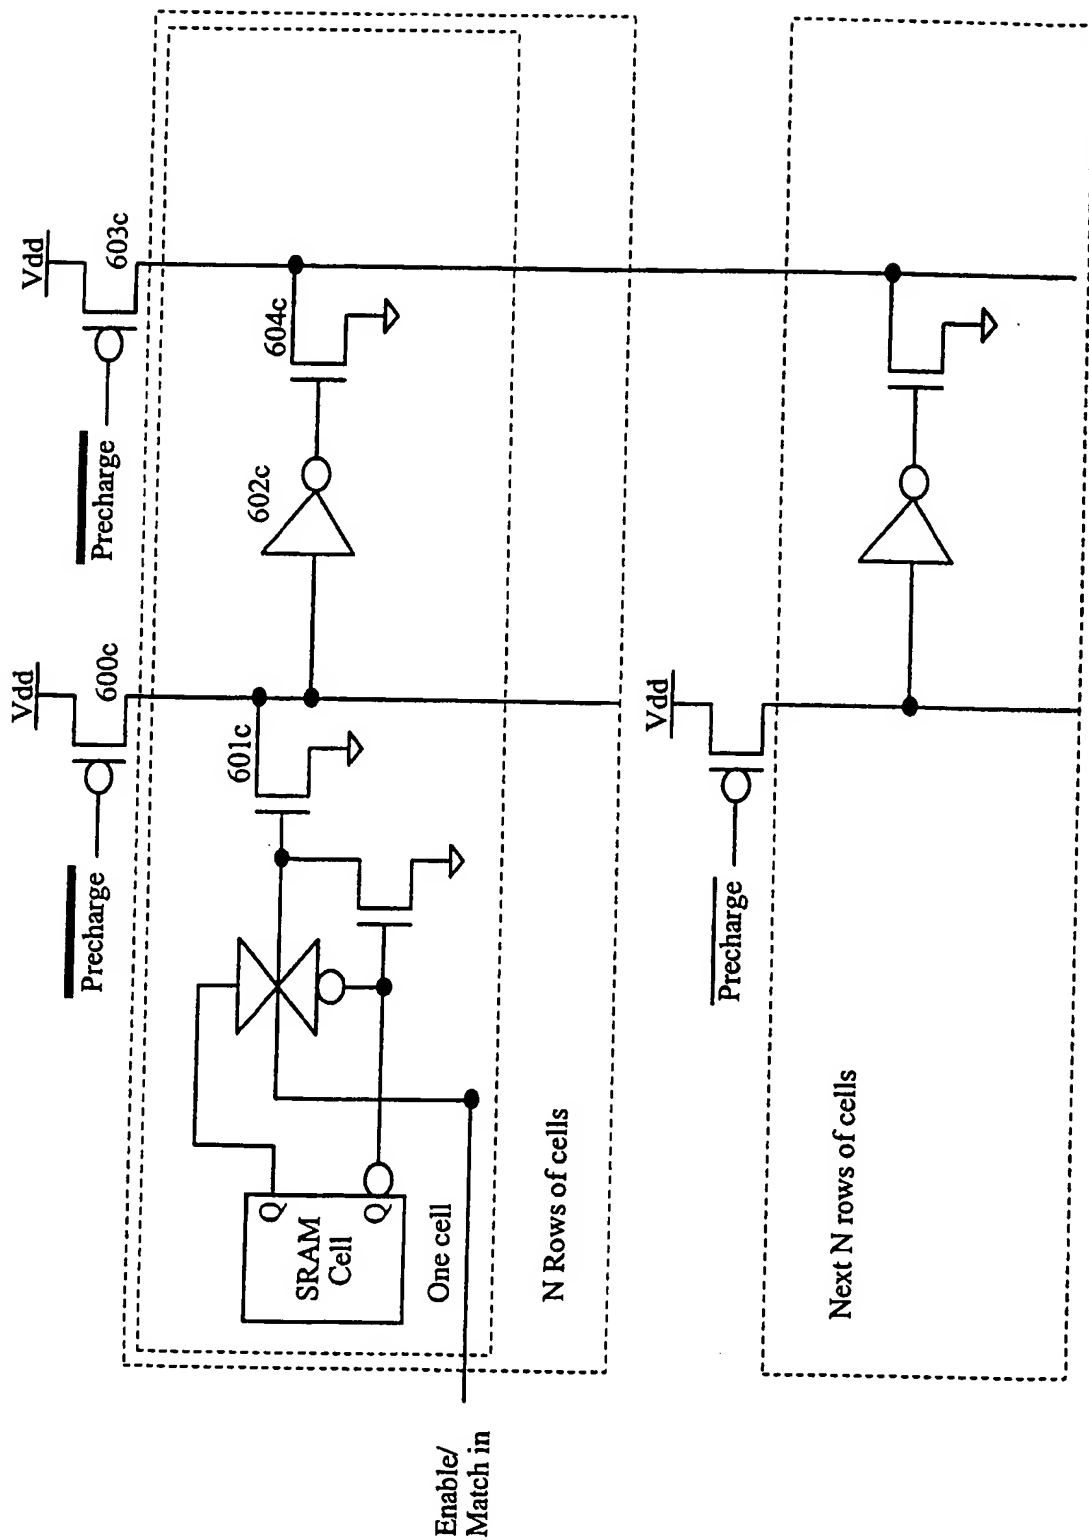 Vdd
603c
Precharge
604c
602c
Vdd
600c
Precharge
601c
Q
SRAM
Cell
Q
One cell
N Rows of cells
Enable/
Match in
Vdd
Precharge
Next N rows of cells